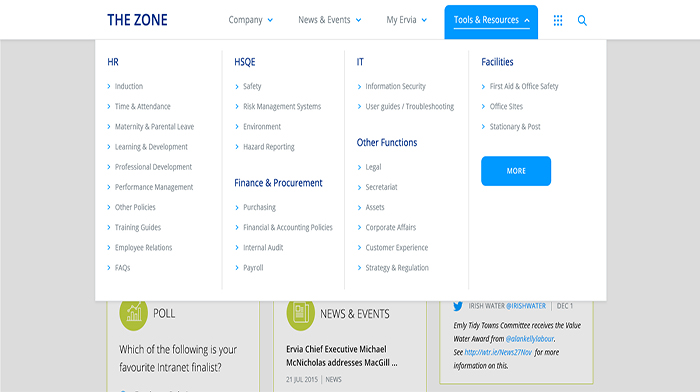 THE ZONE
Company
News & Events
My Ervia
Tools & Resources
HR
Induction
Time & Attendance
Maternity & Parental Leave
Learning & Development
Professional Development
Performance Management
Other Policies
Training Guides
Employee Relations
FAQs
HSQE
Safety
Risk Management Systems
Environment
Hazard Reporting
Finance & Procurement
Purchasing
Financial & Accounting Policies
Internal Audit
Payroll
IT
Information Security
User guides / Troubleshooting
Other Functions
Legal
Secretariat
Assets
Corporate Affairs
Customer Experience
Strategy & Regulation
Facilities
First Aid & Office Safety
Office Sites
Stationary & Post
MORE
POLL
Which of the following is your
favourite Intranet finalist?
NEWS & EVENTS
Ervia Chief Executive Michael
McNicholas addresses MacGill ...
21 JUL 2015 | NEWS
IRISH WATER @IRISHWATER | DEC 1
Emly Tidy Towns Committee receives the Value
Water Award from @alankellylabour.
See http://wtr.ie/News27Nov for more
information on this.